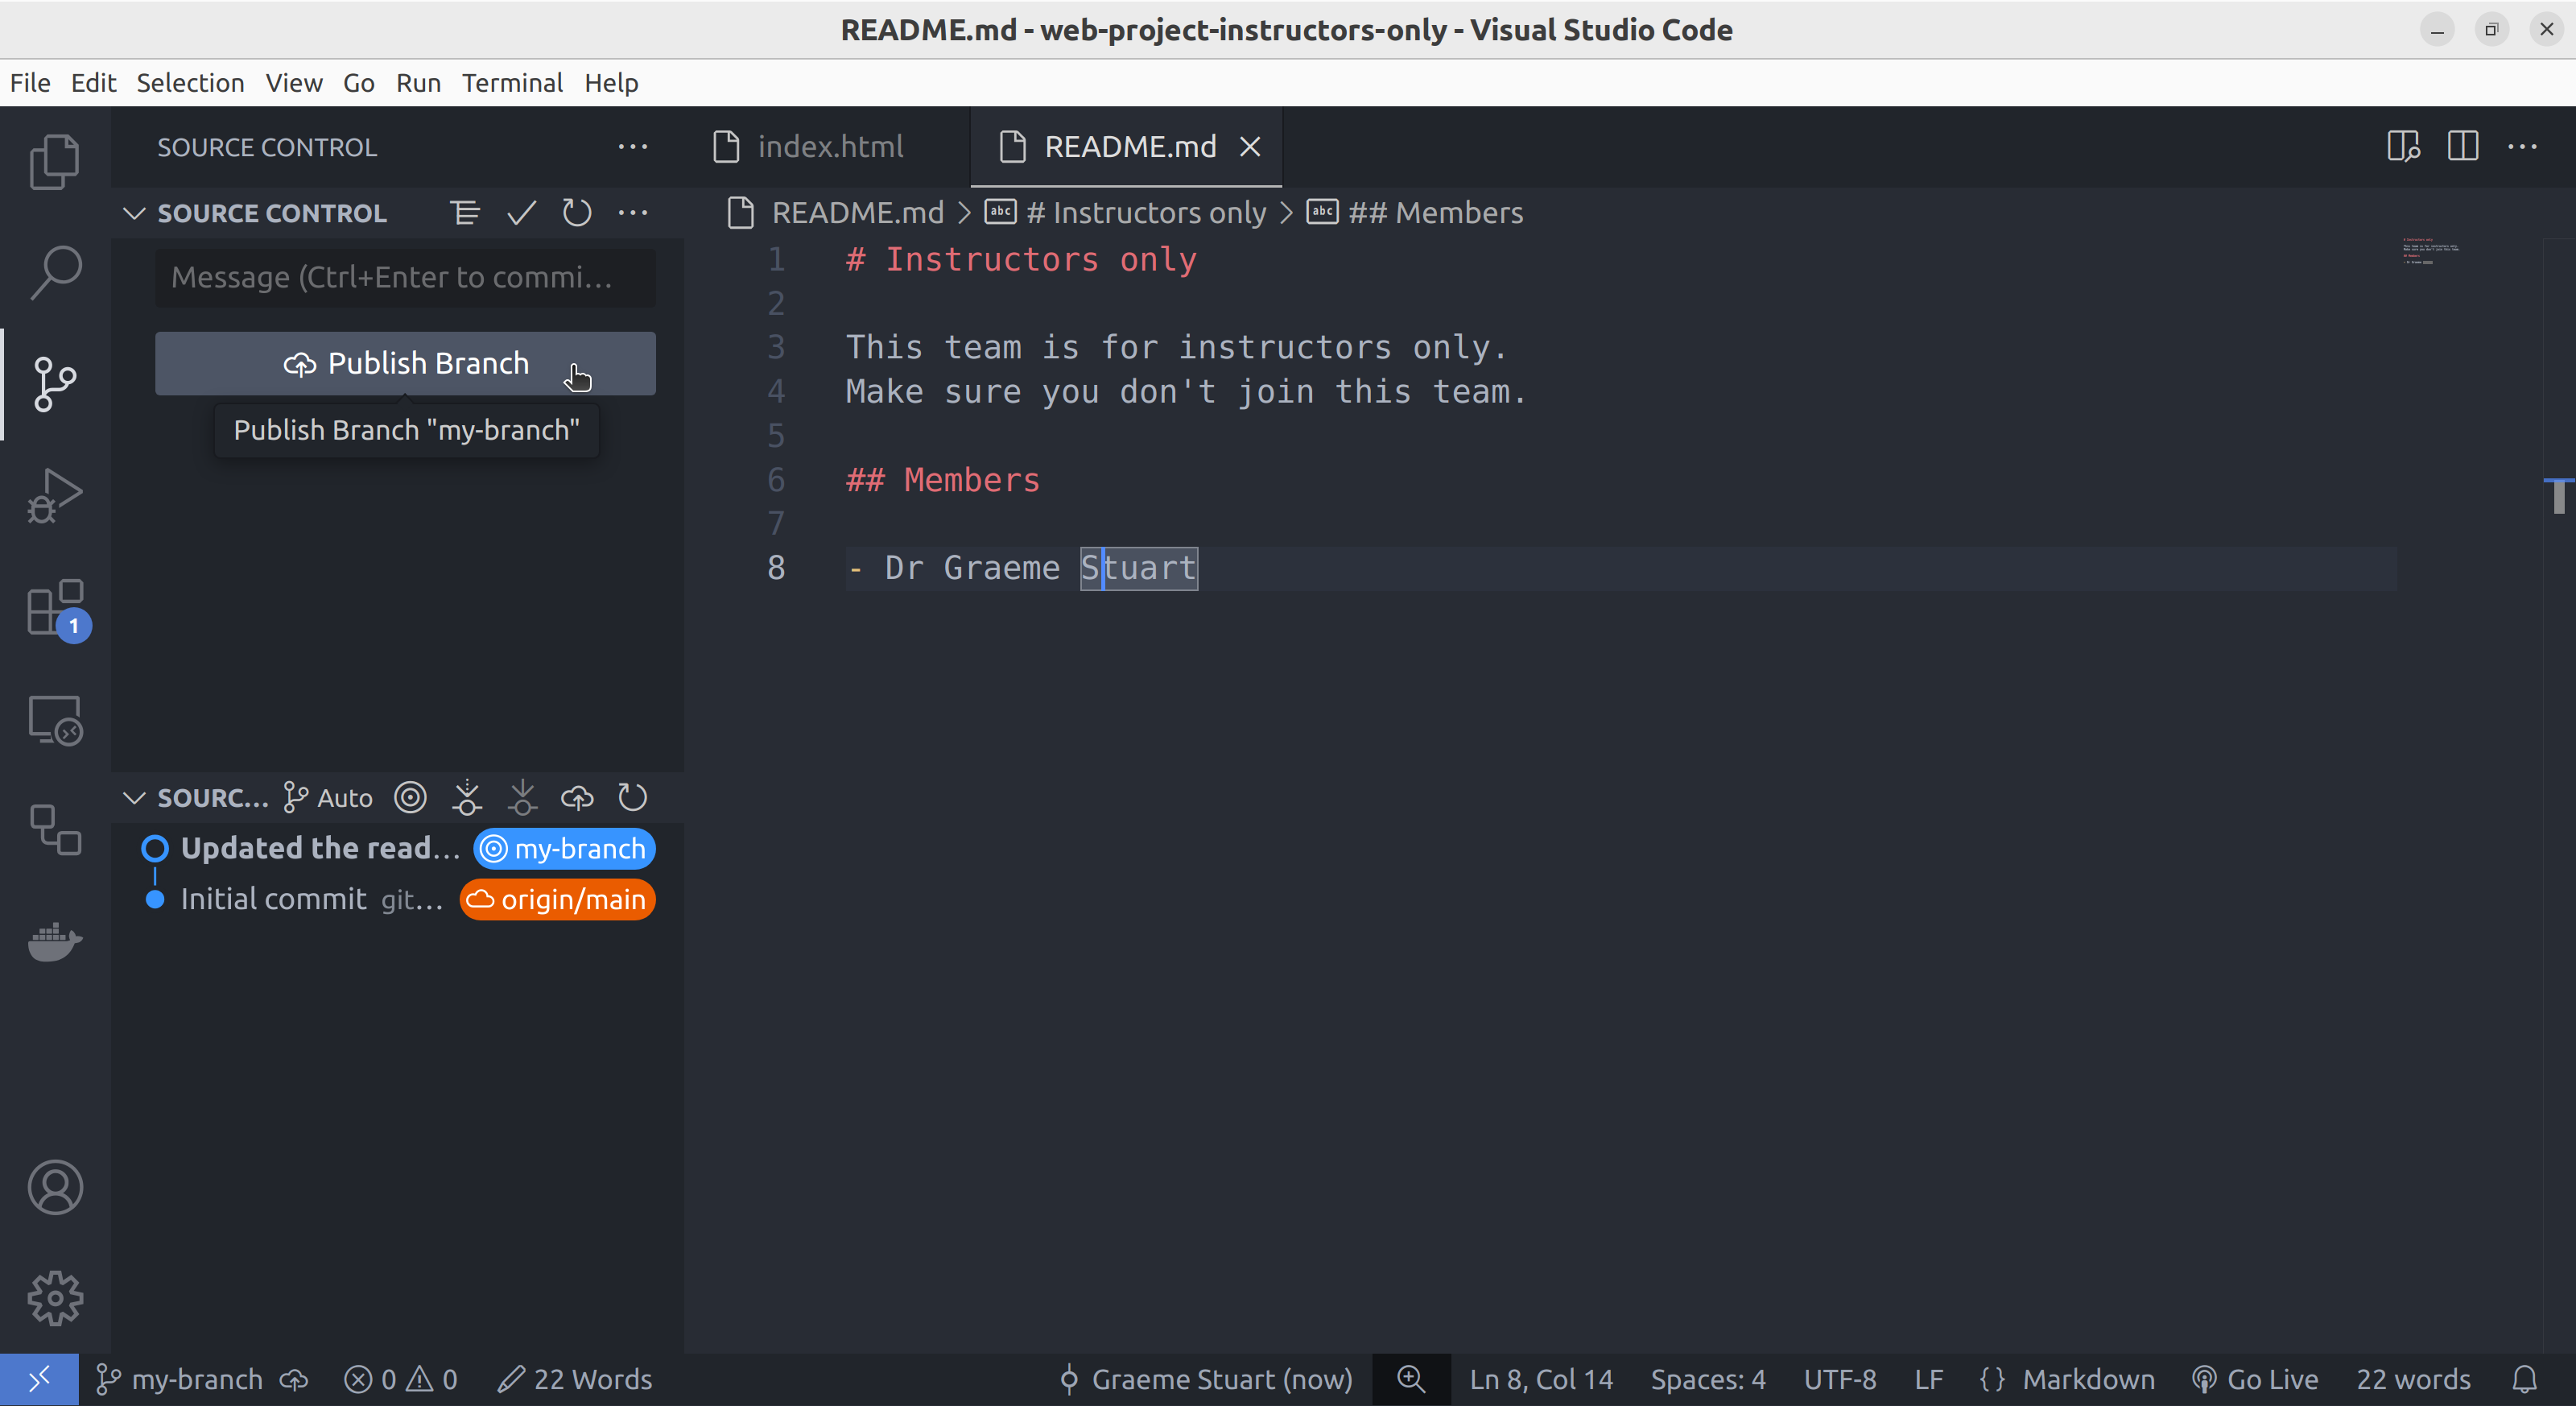 README.md - web-project-instructors-only - Visual Studio Code
File Edit Selection View Go Run Terminal Help
SOURCE CONTROL
index.html
README.md
SOURCE CONTROL
README.md > # Instructors only > ## Members
Message (Ctrl+Enter to commi...
Publish Branch
Publish Branch "my-branch"
1 # Instructors only
2
3 This team is for instructors only.
4 Make sure you don't join this team.
5
6 ## Members
7
8 - Dr Graeme Stuart
1
SOURC... Auto
Updated the read... my-branch
Initial commit git... origin/main
my-branch 0 0 22 Words Graeme Stuart (now) Ln 8, Col 14 Spaces: 4 UTF-8 LF {} Markdown Go Live 22 words